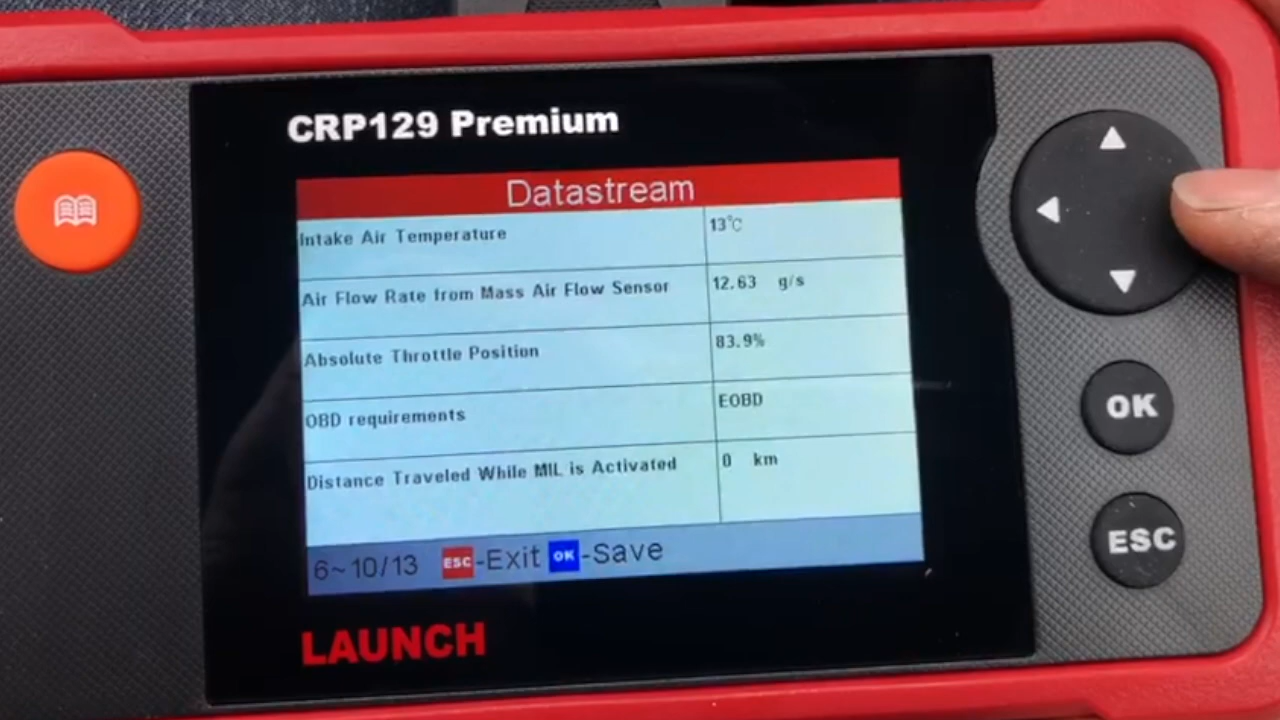 CRP129 Premium
Datastream
Intake Air Temperature 13℃
Air Flow Rate from Mass Air Flow Sensor 12.63 g/s
Absolute Throttle Position 83.9%
OBD requirements EOBD
Distance Traveled While MIL is Activated 0 km
6~10/13 ESC-Exit OK-Save
LAUNCH
OK
ESC